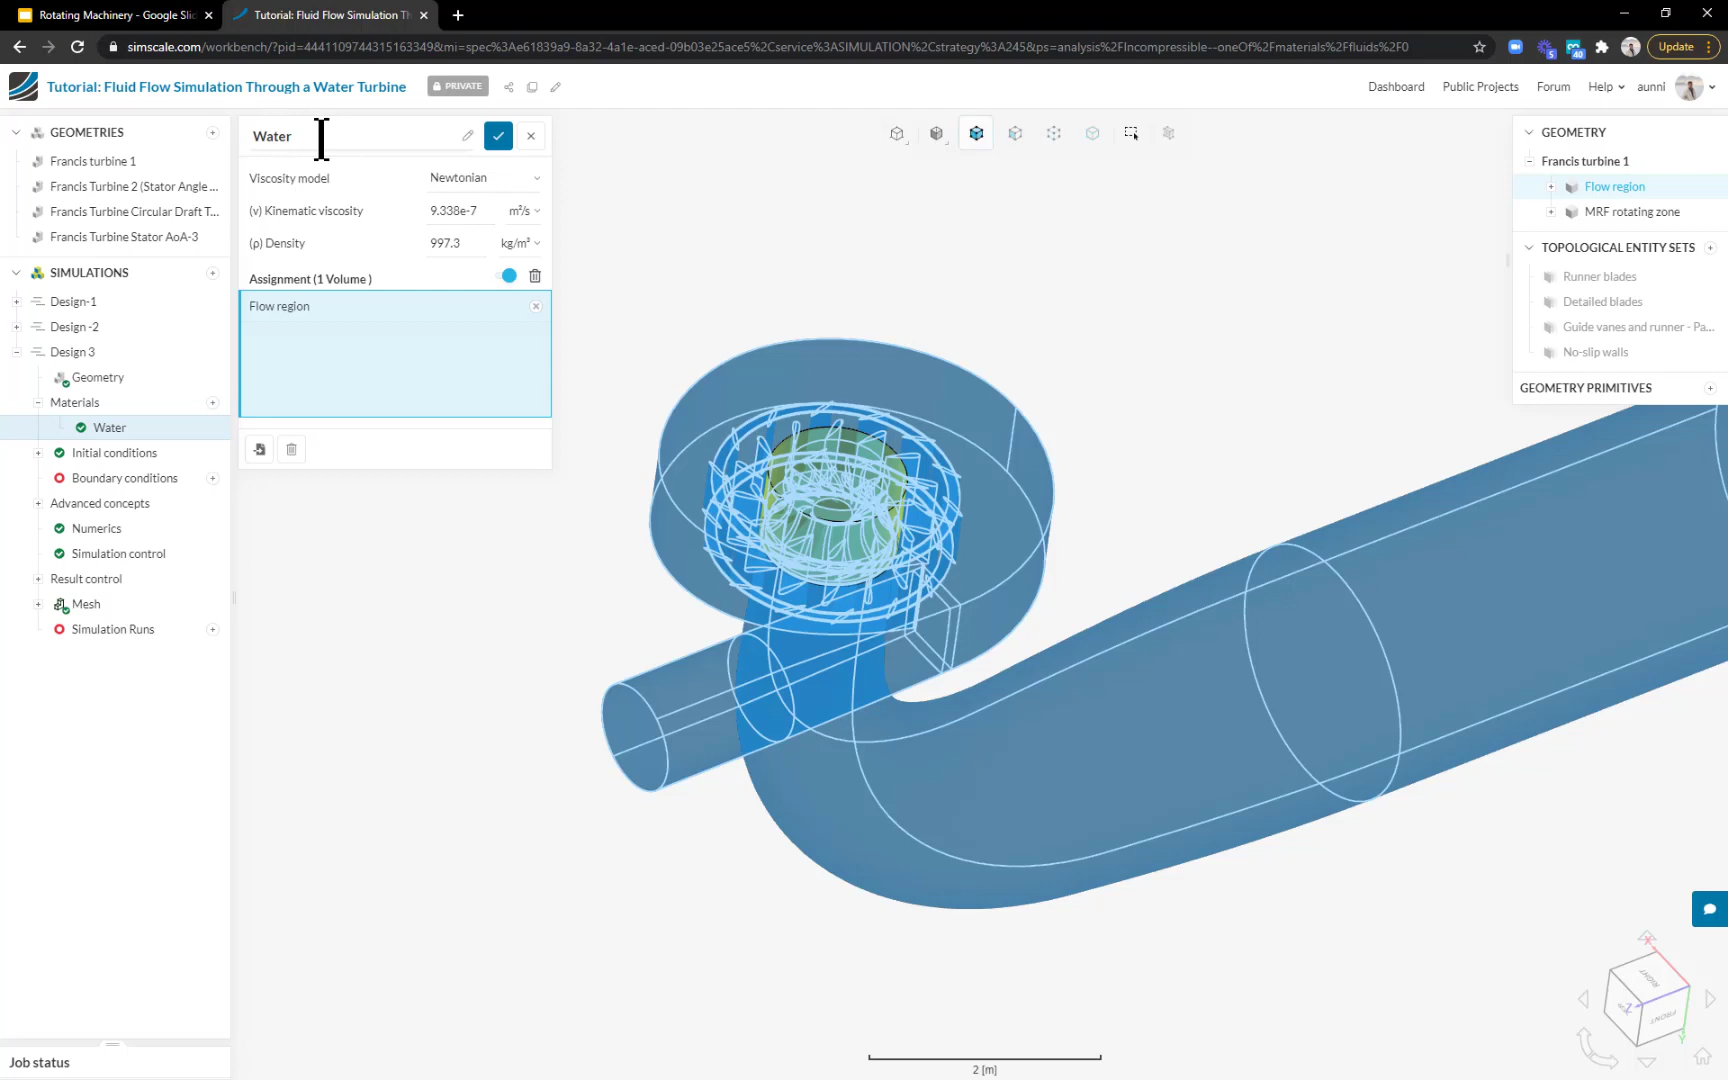 Rotating Machinery - Google Slid
Tutorial: Fluid Flow Simulation Th
simscale.com/workbench/?pid=4441109744315163349&mi=spec%3Ae61839a9-8a32-4a1e-aced-09b03e25ace5%2Cservice%3ASIMULATION%2Cstrategy%3A245&ps=analysis%2FIncompressible--oneOf%2Fmaterials%2Ffluids%2F0
5
40
Update
Tutorial: Fluid Flow Simulation Through a Water Turbine
PRIVATE
Dashboard
Public Projects
Forum
Help
aunni
GEOMETRIES
Francis turbine 1
Francis Turbine 2 (Stator Angle ...
Francis Turbine Circular Draft T...
Francis Turbine Stator AoA-3
SIMULATIONS
Design-1
Design -2
Design 3
Geometry
Materials
Water
Initial conditions
Boundary conditions
Advanced concepts
Numerics
Simulation control
Result control
Mesh
Simulation Runs
Job status
Water
Viscosity model Newtonian
(v) Kinematic viscosity 9.338e-7 m²/s
(ρ) Density 997.3 kg/m³
Assignment (1 Volume )
Flow region
GEOMETRY
Francis turbine 1
Flow region
MRF rotating zone
TOPOLOGICAL ENTITY SETS
Runner blades
Detailed blades
Guide vanes and runner - Pa...
No-slip walls
GEOMETRY PRIMITIVES
2 [m]
X
RIGHT
Z
FRONT
Y